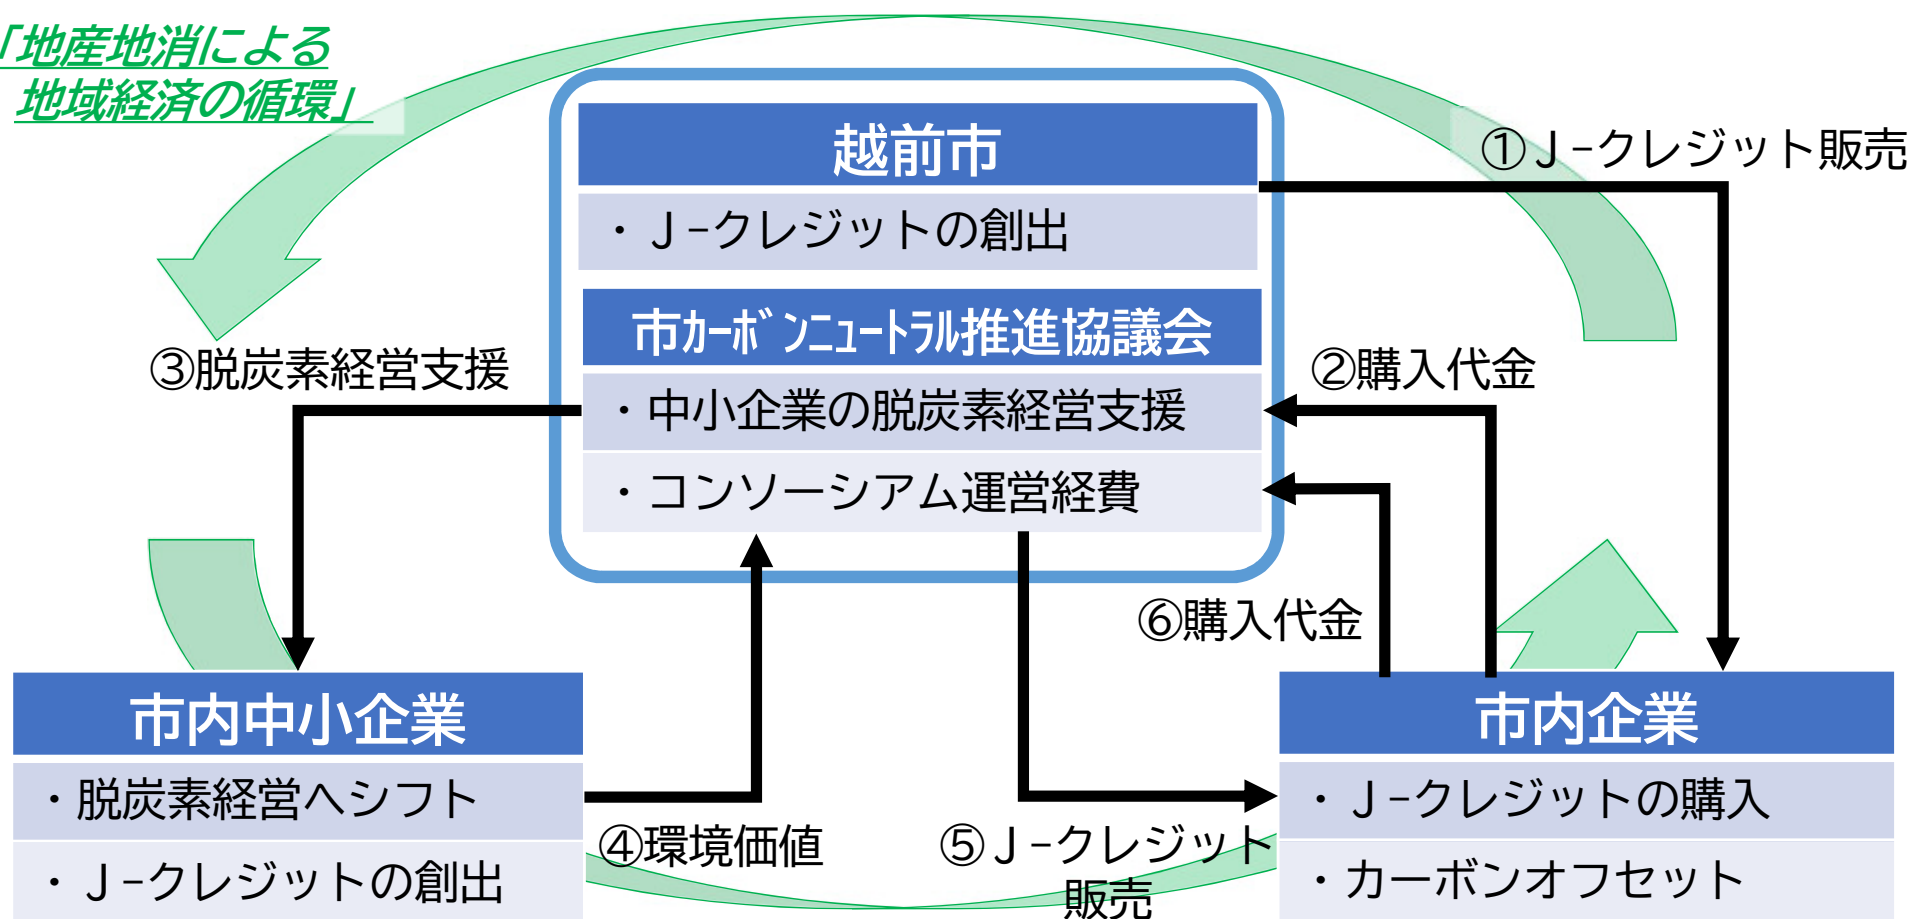 「地産地消による
地域経済の循環」
越前市
・Ｊ-クレジットの創出
①Ｊ-クレジット販売
市ｶｰﾎﾞﾝﾆｭｰﾄﾗﾙ推進協議会
・中小企業の脱炭素経営支援
・コンソーシアム運営経費
③脱炭素経営支援
②購入代金
⑥購入代金
市内中小企業
・脱炭素経営へシフト
・Ｊ-クレジットの創出
④環境価値
⑤Ｊ-クレジット
販売
市内企業
・Ｊ-クレジットの購入
・カーボンオフセット